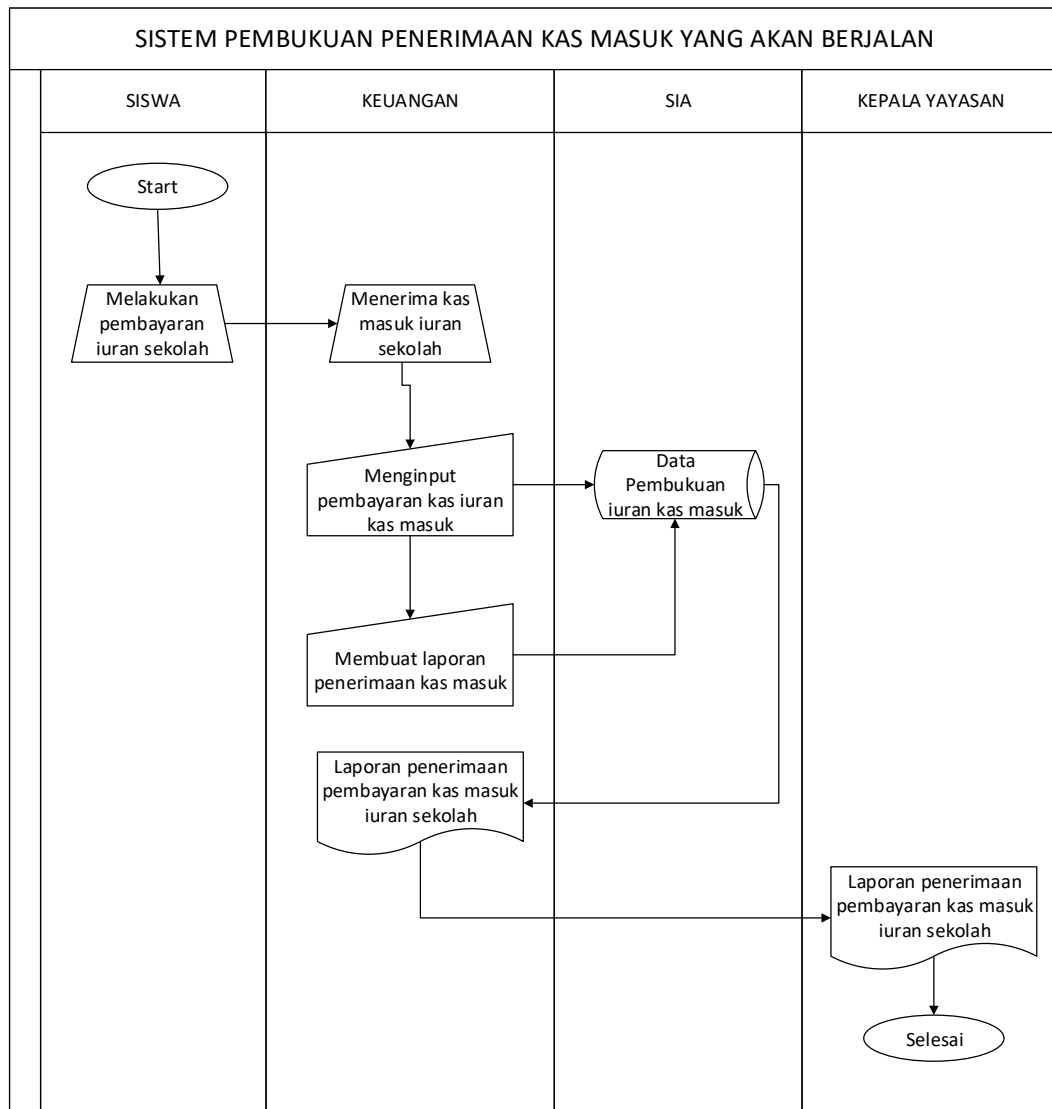 SISTEM PEMBUKUAN PENERIMAAN KAS MASUK YANG AKAN BERJALAN
SISWA
KEUANGAN
SIA
KEPALA YAYASAN
Start
Melakukan
pembayaran
iuran sekolah
Menerima kas
masuk iuran
sekolah
Menginput
pembayaran kas iuran
kas masuk
Data
Pembukuan
iuran kas masuk
Membuat laporan
penerimaan kas masuk
Laporan penerimaan
pembayaran kas masuk
iuran sekolah
Laporan penerimaan
pembayaran kas masuk
iuran sekolah
Selesai